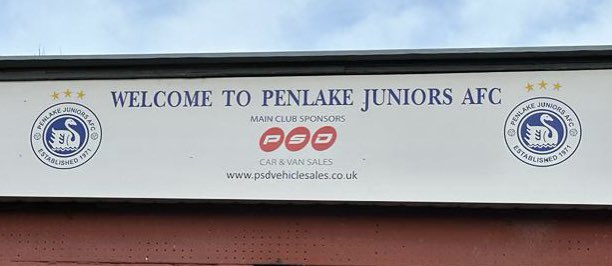 WELCOME TO PENLAKE JUNIORS AFC
PENLAKE JUNIORS AFC
ESTABLISHED 1971
MAIN CLUB SPONSORS
PSD
CAR & VAN SALES
www.psdvehiclesales.co.uk
PENLAKE JUNIORS AFC
ESTABLISHED 1971